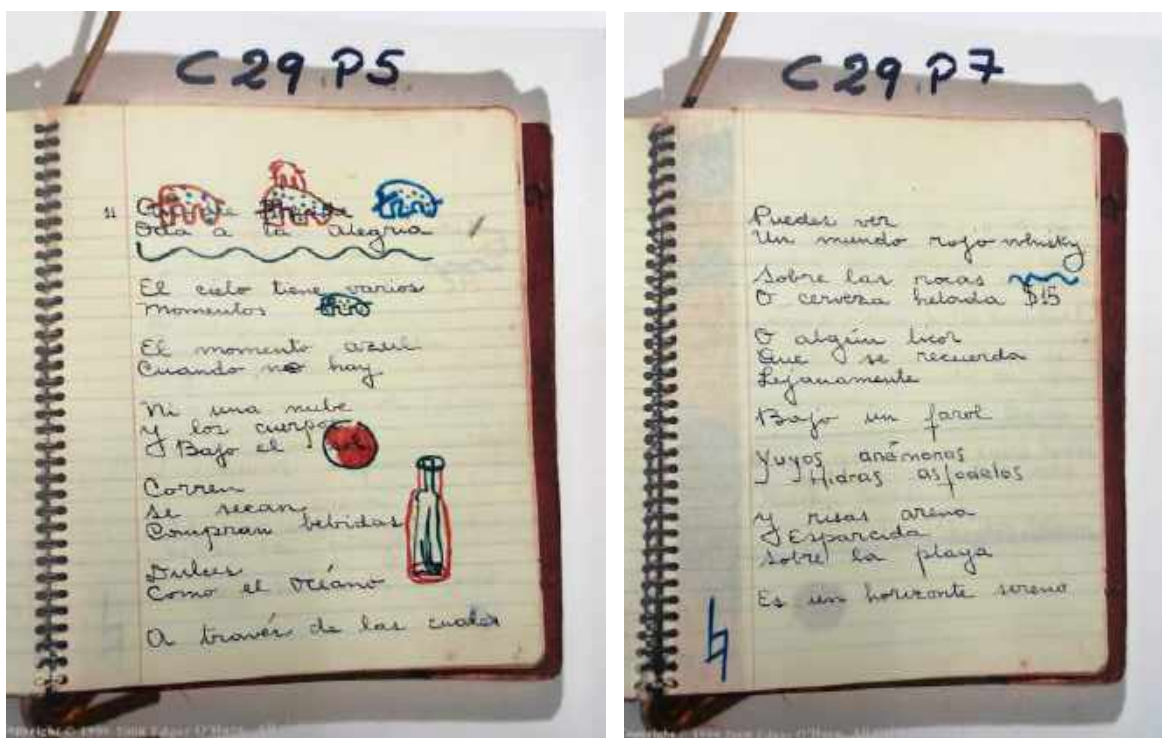 C29.P5
11
Oda a la Alegria
El cielo tiene varios
momentos
El momento azul
Cuando no hay
Ni una nube
y los cuerpos
Bajo el sol
Corren
se secan
Compran bebidas
Dulces
Como el Océano
A través de las cuales
C29.P7
Puedes ver
Un mundo rojo whisky
Sobre las rocas
O cerveza helada $15
O algún licor
Que se recuerda
Lejanamente
Bajo un farol
Yuyos anémonas
Hidras asfodelos
y risas arena
Esparcida
Sobre la playa
Es un horizonte sereno